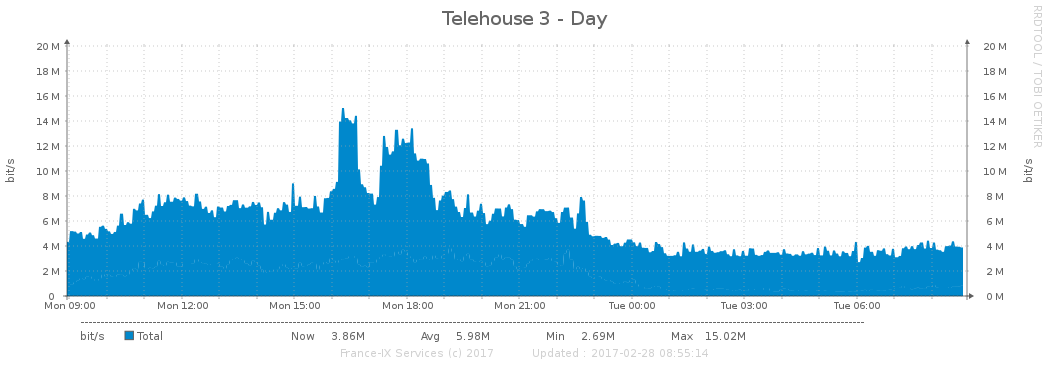 Telehouse 3 - Day
RRDTOOL / TOBI OETIKER
20 M 20 M
18 M 18 M
16 M 16 M
14 M 14 M
12 M 12 M
10 M 10 M
8 M 8 M
6 M 6 M
4 M 4 M
2 M 2 M
0 0 M
bit/s bit/s
Mon 09:00 Mon 12:00 Mon 15:00 Mon 18:00 Mon 21:00 Tue 00:00 Tue 03:00 Tue 06:00
bit/s Total Now 3.86M Avg 5.98M Min 2.69M Max 15.02M
France-IX Services (c) 2017 Updated : 2017-02-28 08:55:14